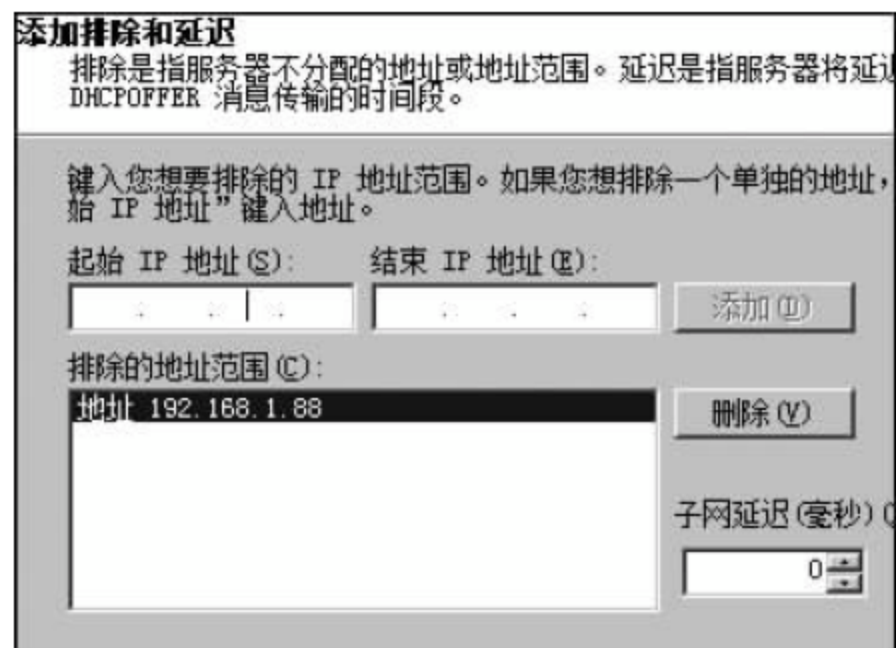 添加排除和延迟
排除是指服务器不分配的地址或地址范围。延迟是指服务器将延迟
DHCPOFFER 消息传输的时间段。
键入您想要排除的 IP 地址范围。如果您想排除一个单独的地址，
始 IP 地址”键入地址。
起始 IP 地址(S): 结束 IP 地址(E):
添加(D)
排除的地址范围(C):
地址 192.168.1.88
删除(V)
子网延迟(毫秒)
0